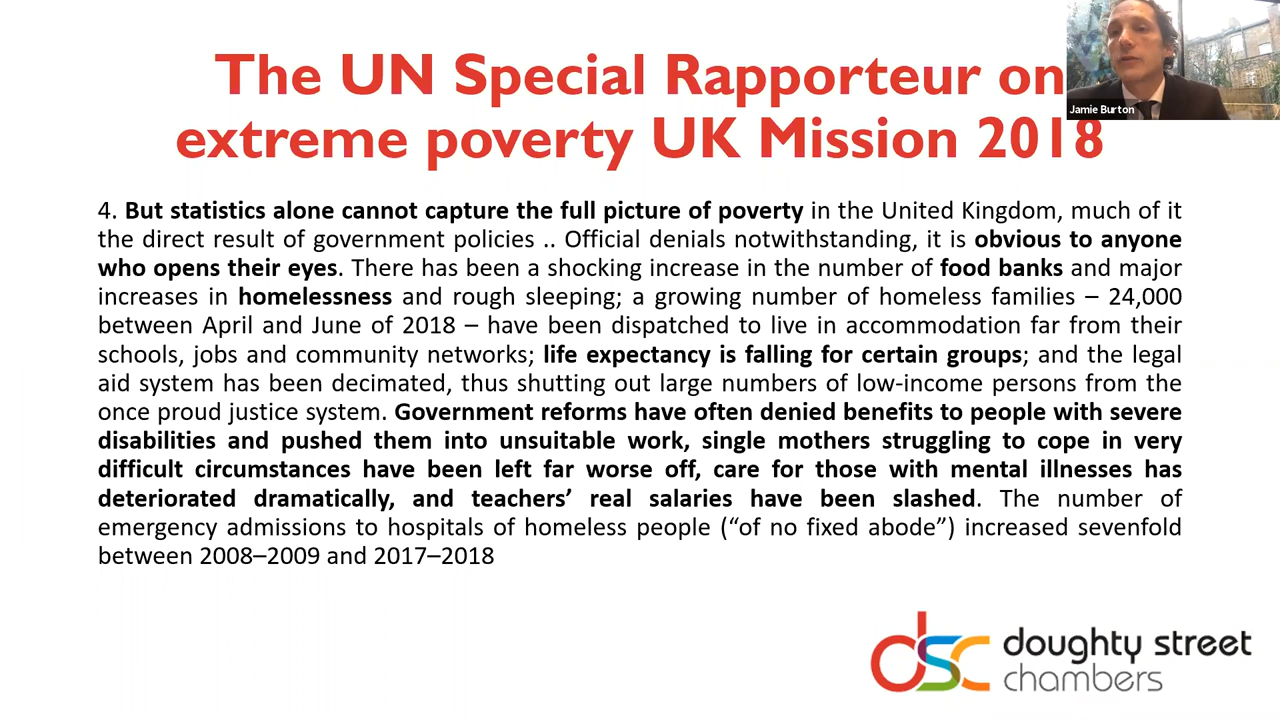 The UN Special Rapporteur on
extreme poverty UK Mission 2018
Jamie Burton
4. But statistics alone cannot capture the full picture of poverty in the United Kingdom, much of it
the direct result of government policies .. Official denials notwithstanding, it is obvious to anyone
who opens their eyes. There has been a shocking increase in the number of food banks and major
increases in homelessness and rough sleeping; a growing number of homeless families – 24,000
between April and June of 2018 – have been dispatched to live in accommodation far from their
schools, jobs and community networks; life expectancy is falling for certain groups; and the legal
aid system has been decimated, thus shutting out large numbers of low-income persons from the
once proud justice system. Government reforms have often denied benefits to people with severe
disabilities and pushed them into unsuitable work, single mothers struggling to cope in very
difficult circumstances have been left far worse off, care for those with mental illnesses has
deteriorated dramatically, and teachers’ real salaries have been slashed. The number of
emergency admissions to hospitals of homeless people (“of no fixed abode”) increased sevenfold
between 2008–2009 and 2017–2018
dsc doughty street
chambers